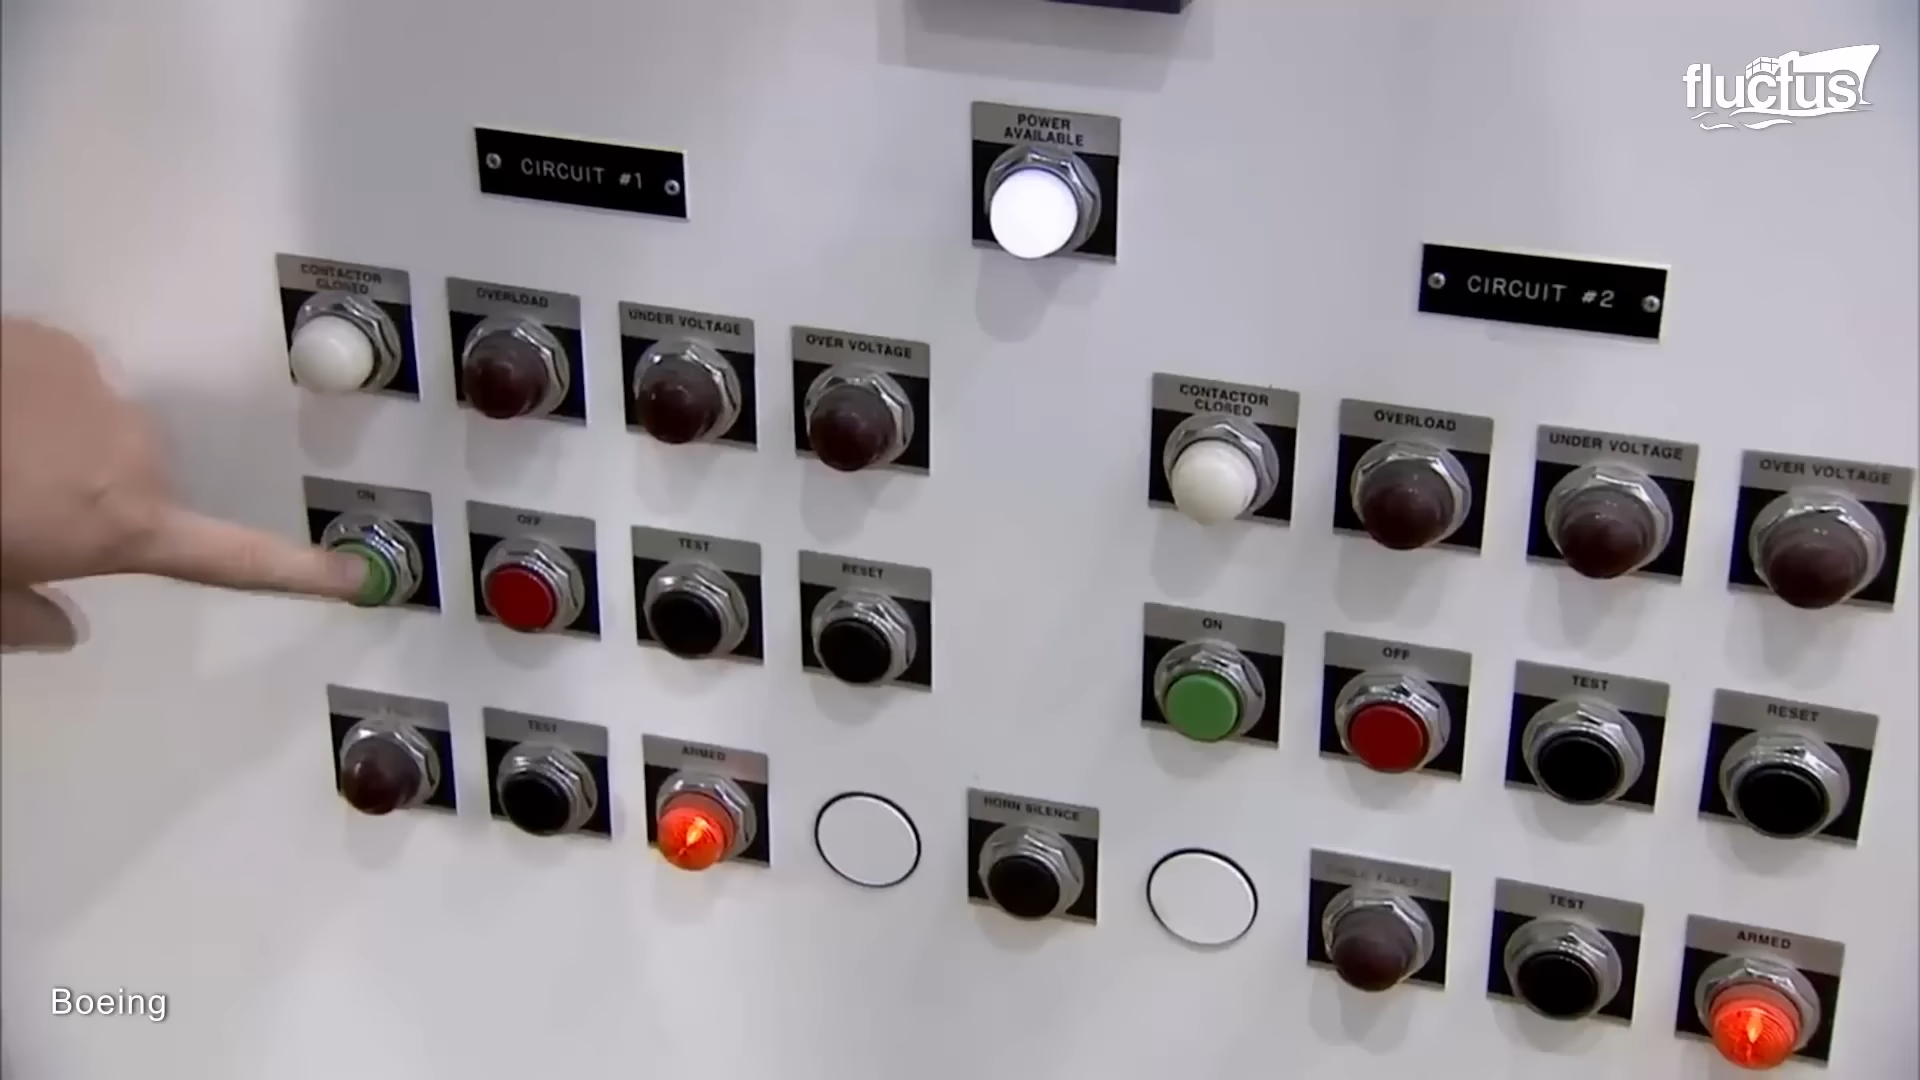 fluctus
POWER
AVAILABLE
CIRCUIT #1
CONTACTOR
CLOSED
OVERLOAD
UNDER VOLTAGE
OVER VOLTAGE
ON
OFF
TEST
RESET
TEST
ARMED
HORN SILENCE
CIRCUIT #2
CONTACTOR
CLOSED
OVERLOAD
UNDER VOLTAGE
OVER VOLTAGE
ON
OFF
TEST
RESET
TEST
ARMED
Boeing